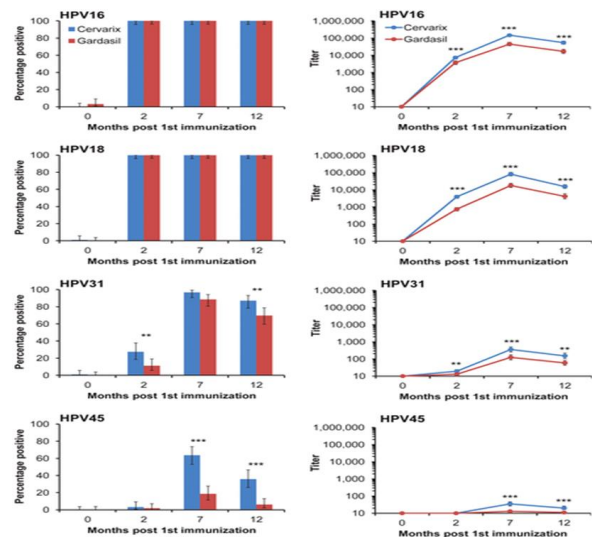 HPV16
Percentage positive
100
80
60
40
20
0
Cervarix
Gardasil
0 2 7 12
Months post 1st immunization
HPV16
Titer
1,000,000
100,000
10,000
1,000
100
10
Cervarix
Gardasil
*** *** ***
0 2 7 12
Months post 1st immunization
HPV18
Percentage positive
100
80
60
40
20
0
0 2 7 12
Months post 1st immunization
HPV18
Titer
1,000,000
100,000
10,000
1,000
100
10
*** *** ***
0 2 7 12
Months post 1st immunization
HPV31
Percentage positive
100
80
60
40
20
0
** **
0 2 7 12
Months post 1st immunization
HPV31
Titer
1,000,000
100,000
10,000
1,000
100
10
** *** **
0 2 7 12
Months post 1st immunization
HPV45
Percentage positive
100
80
60
40
20
0
*** ***
0 2 7 12
Months post 1st immunization
HPV45
Titer
1,000,000
100,000
10,000
1,000
100
10
*** ***
0 2 7 12
Months post 1st immunization